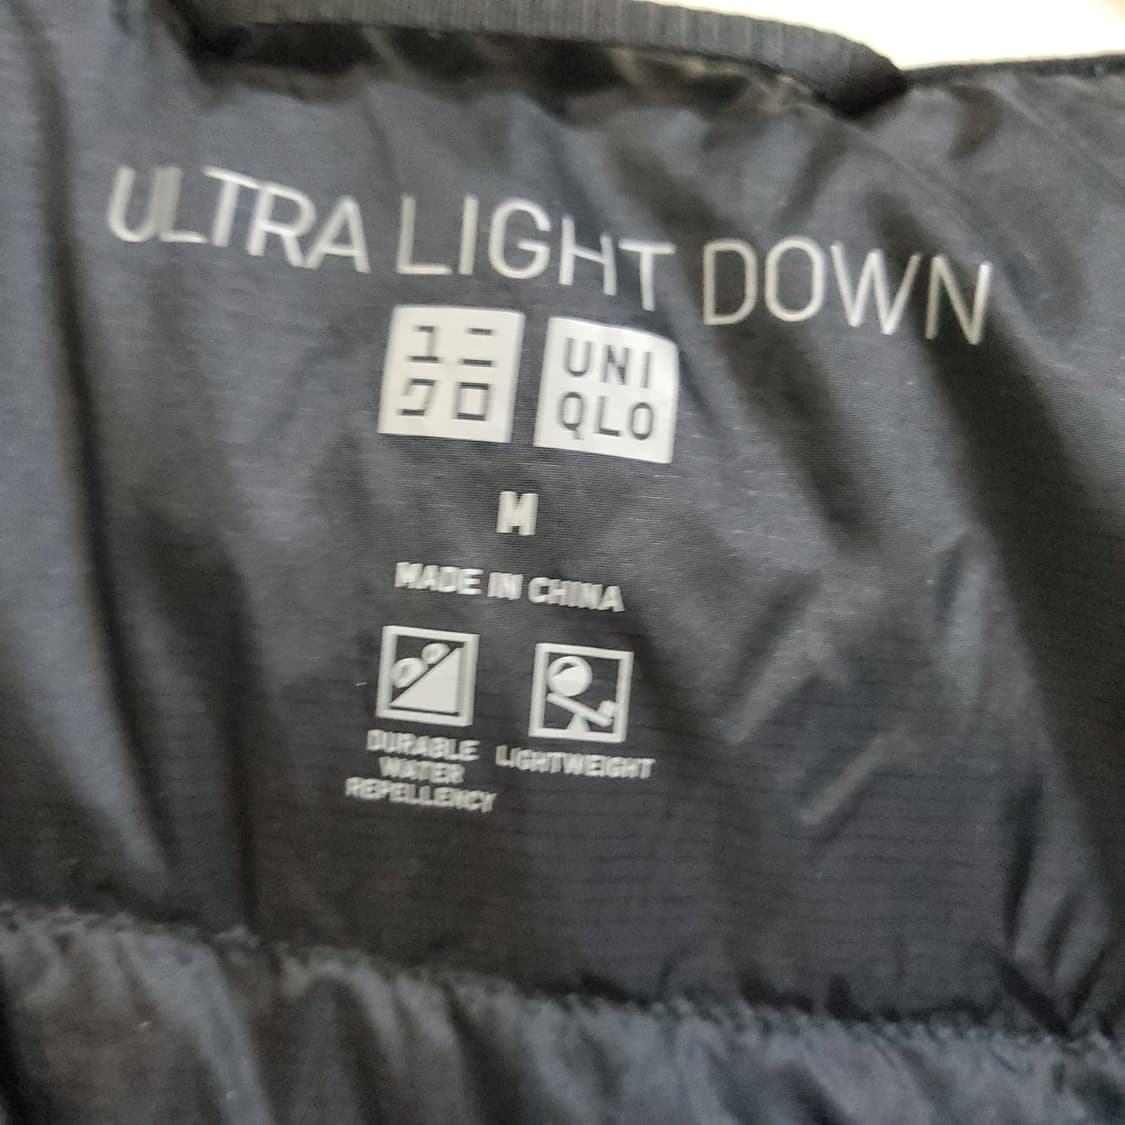 ULTRA LIGHT DOWN
ユニ UNI
クロ QLO
M
MADE IN CHINA
DURABLE LIGHTWEIGHT
WATER
REPELLENCY